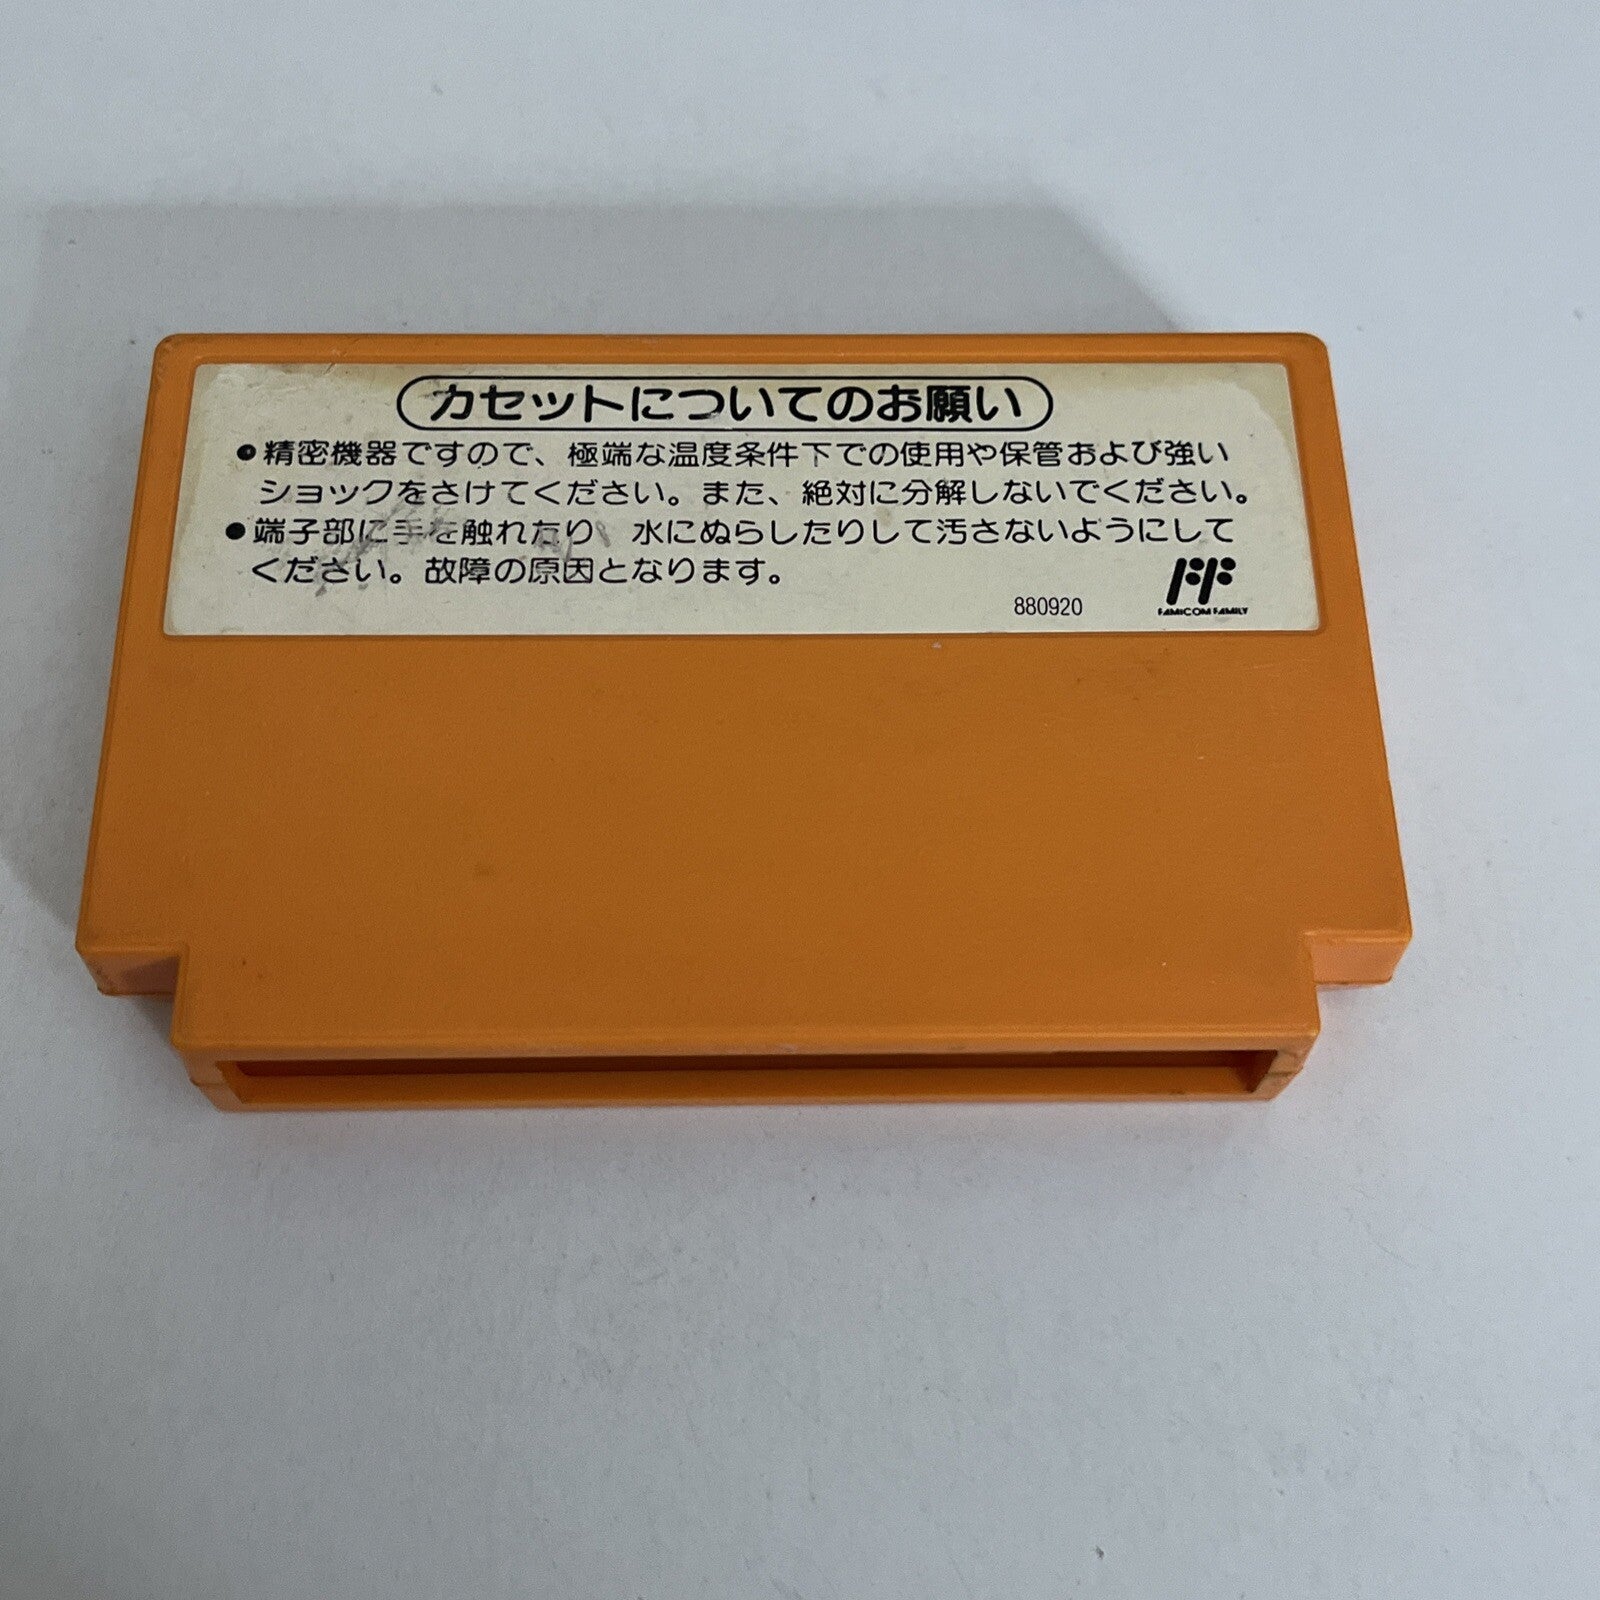 カセットについてのお願い
●精密機器ですので、極端な温度条件下での使用や保管および強い
ショックをさけてください。また、絶対に分解しないでください。
●端子部に手を触れたり、水にぬらしたりして汚さないようにして
ください。故障の原因となります。
880920
FF
FAMICOM FAMILY